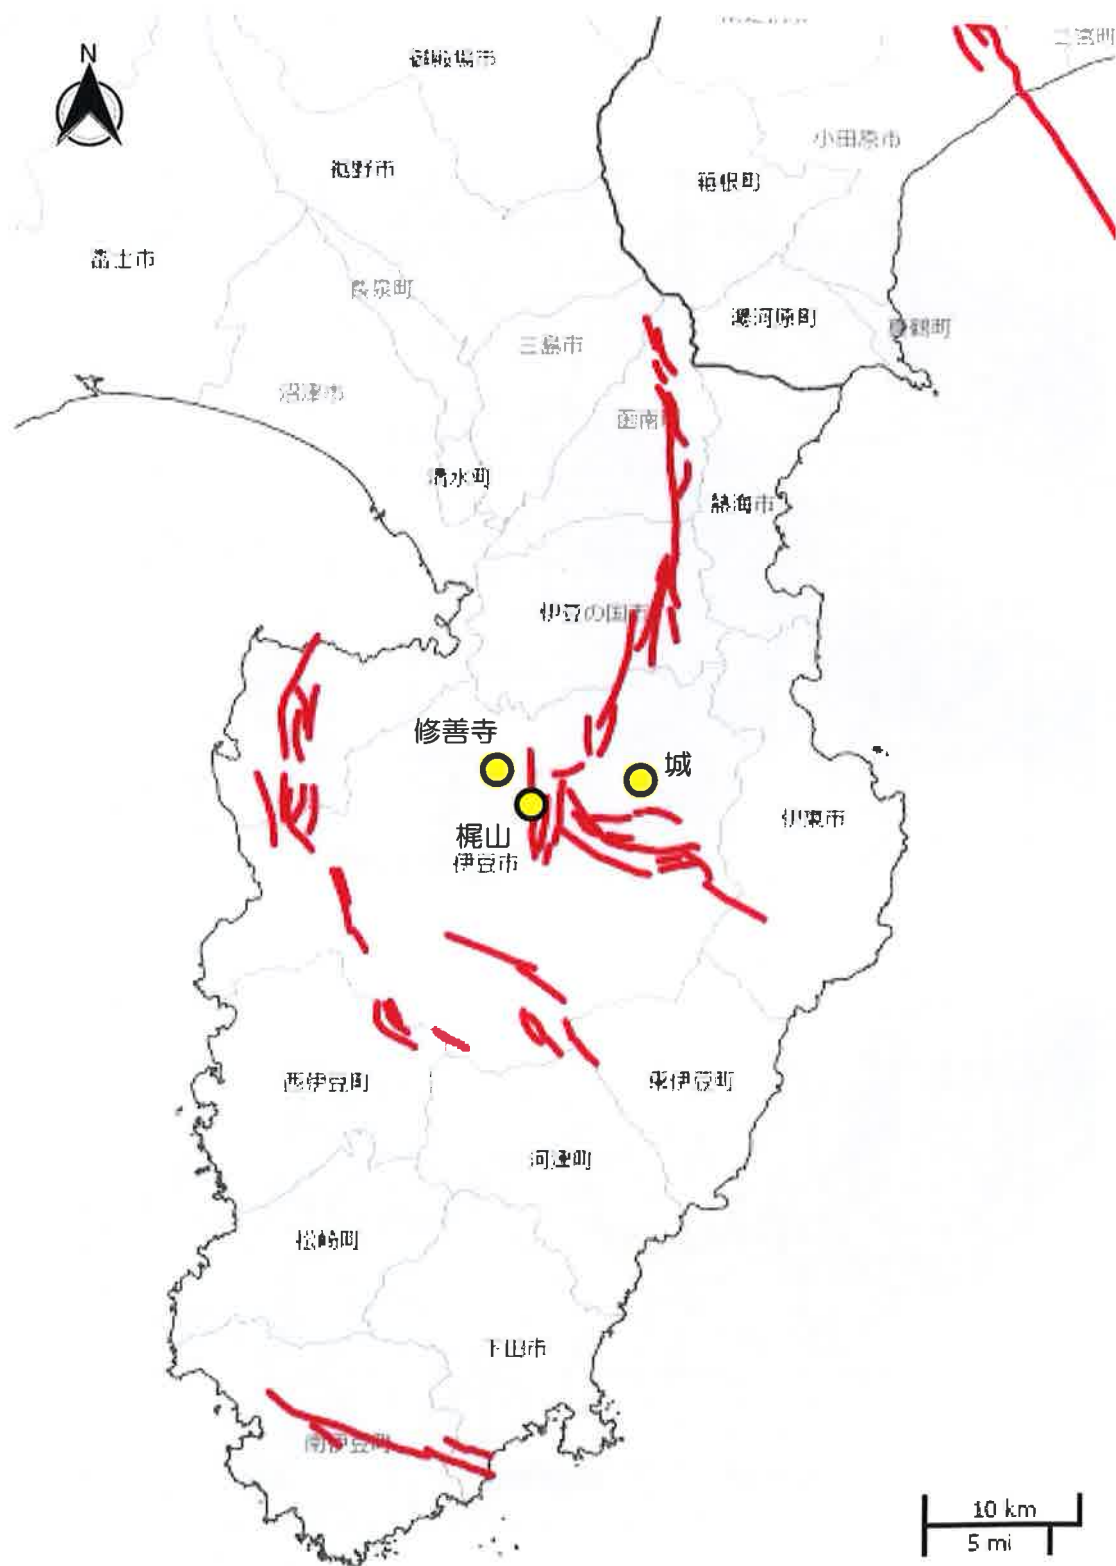 N
御殿場市
裾野市
小田原市
箱根町
富士市
長泉町
湯河原町
真鶴町
三島市
沼津市
函南
清水町
熱海市
伊豆の国市
修善寺
城
梶山
伊豆市
伊東市
西伊豆町
東伊豆町
河津町
松崎町
下田市
南伊豆町
10 km
5 mi